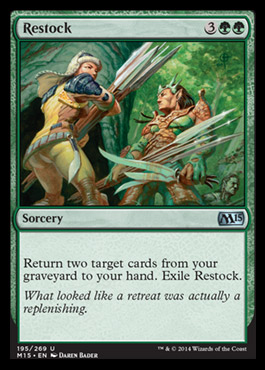 Restock 3
Sorcery M15
Return two target cards from your
graveyard to your hand. Exile Restock.
What looked like a retreat was actually a
replenishing.
195/269 U ™ & © 2014 Wizards of the Coast
M15 • EN DAREN BADER